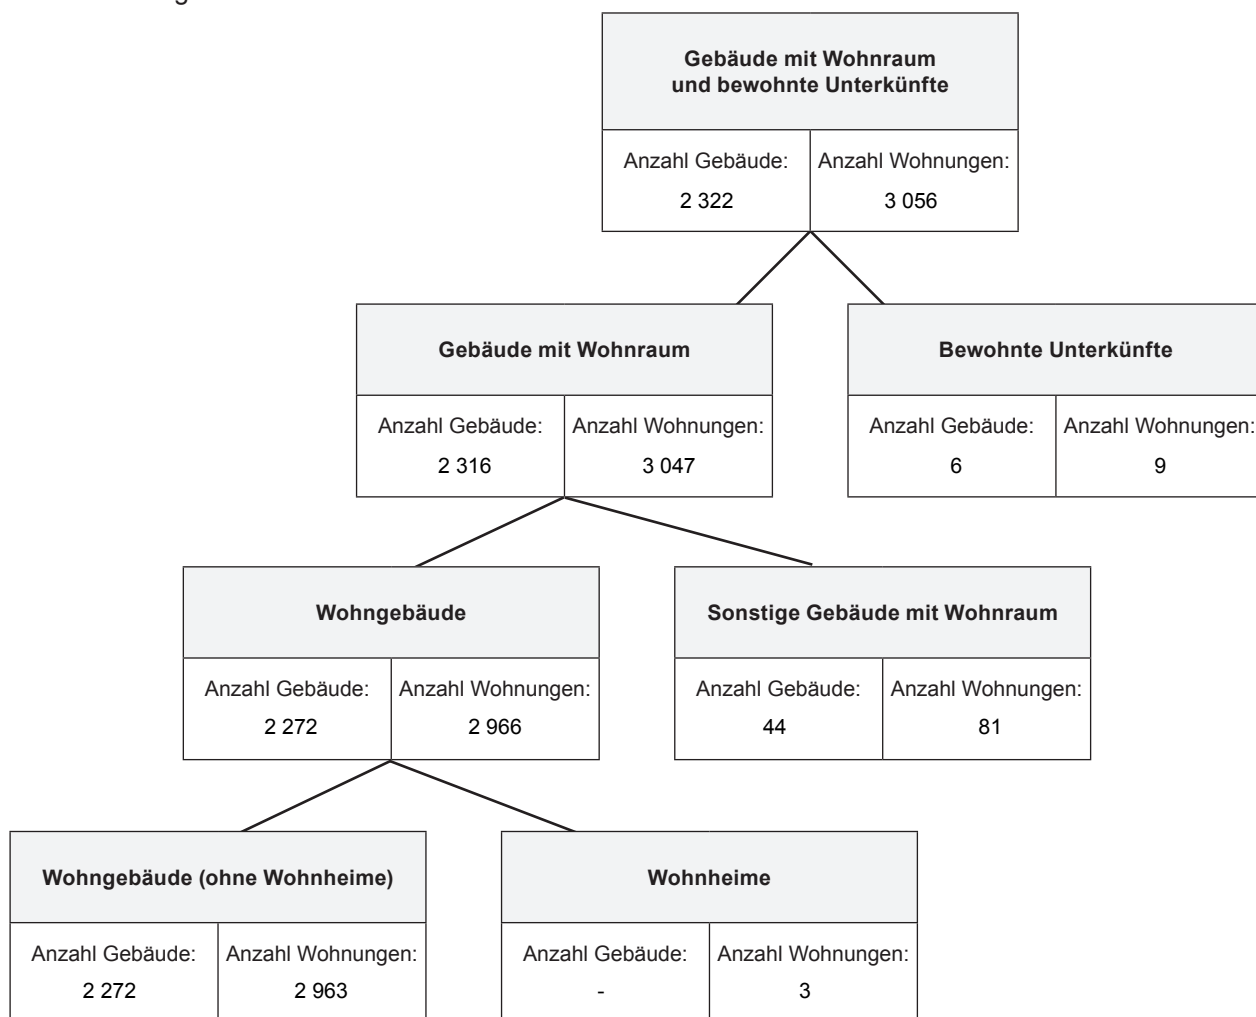 Gebäude mit Wohnraum
und bewohnte Unterkünfte
Anzahl Gebäude: Anzahl Wohnungen:
2 322 3 056
Gebäude mit Wohnraum Bewohnte Unterkünfte
Anzahl Gebäude: Anzahl Wohnungen: Anzahl Gebäude: Anzahl Wohnungen:
2 316 3 047 6 9
Wohngebäude Sonstige Gebäude mit Wohnraum
Anzahl Gebäude: Anzahl Wohnungen: Anzahl Gebäude: Anzahl Wohnungen:
2 272 2 966 44 81
Wohngebäude (ohne Wohnheime) Wohnheime
Anzahl Gebäude: Anzahl Wohnungen: Anzahl Gebäude: Anzahl Wohnungen:
2 272 2 963 - 3